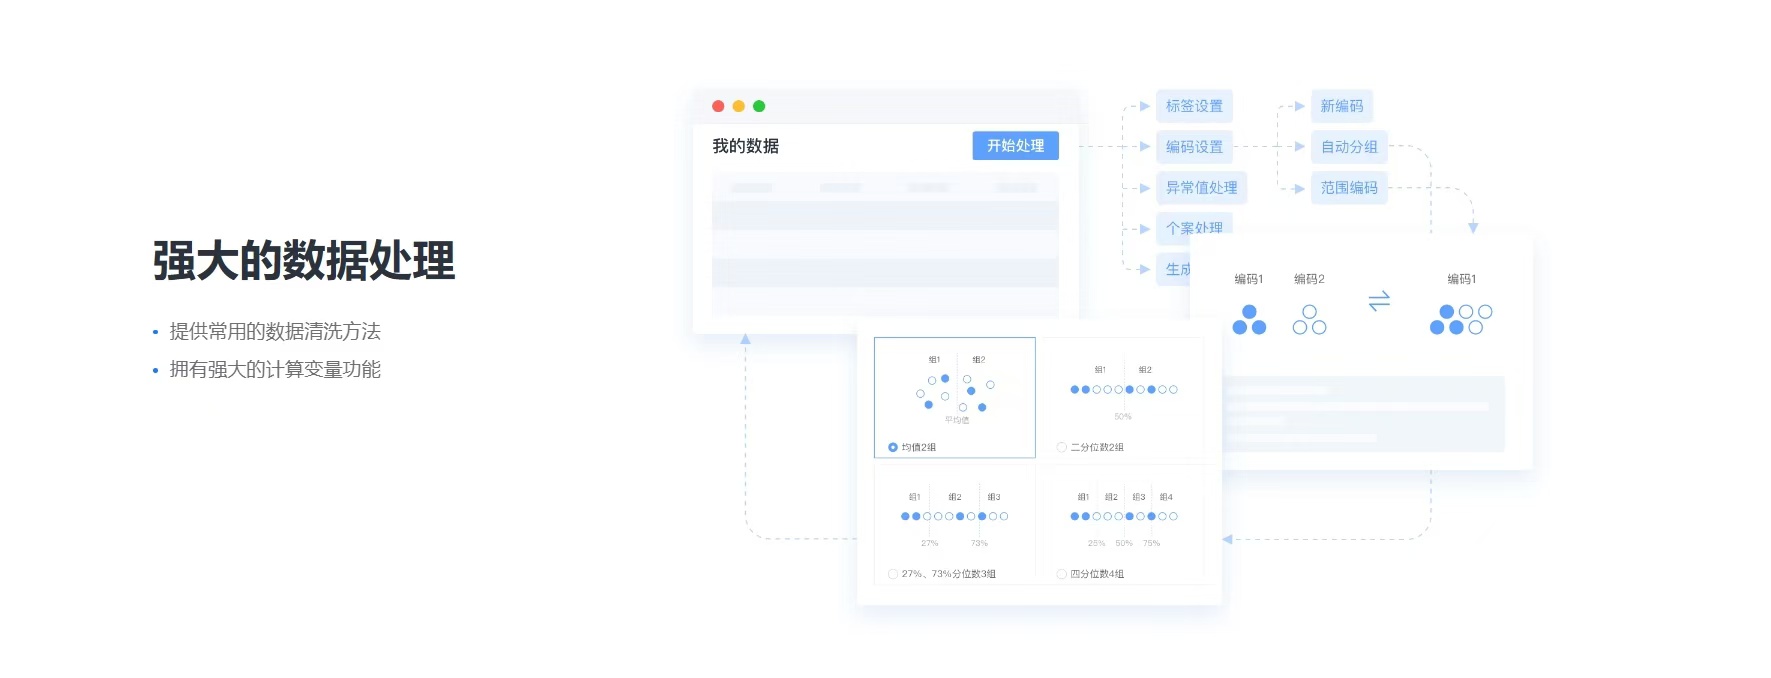 强大的数据处理
提供常用的数据清洗方法
拥有强大的计算变量功能
我的数据
开始处理
标签设置
编码设置
异常值处理
个案处理
生成
新编码
自动分组
范围编码
编码1 编码2 编码1
组1 组2
平均值
均值2组
组1 组2
50%
二分位数2组
组1 组2 组3
27% 73%
27%、73%分位数3组
组1 组2 组3 组4
25% 50% 75%
四分位数4组